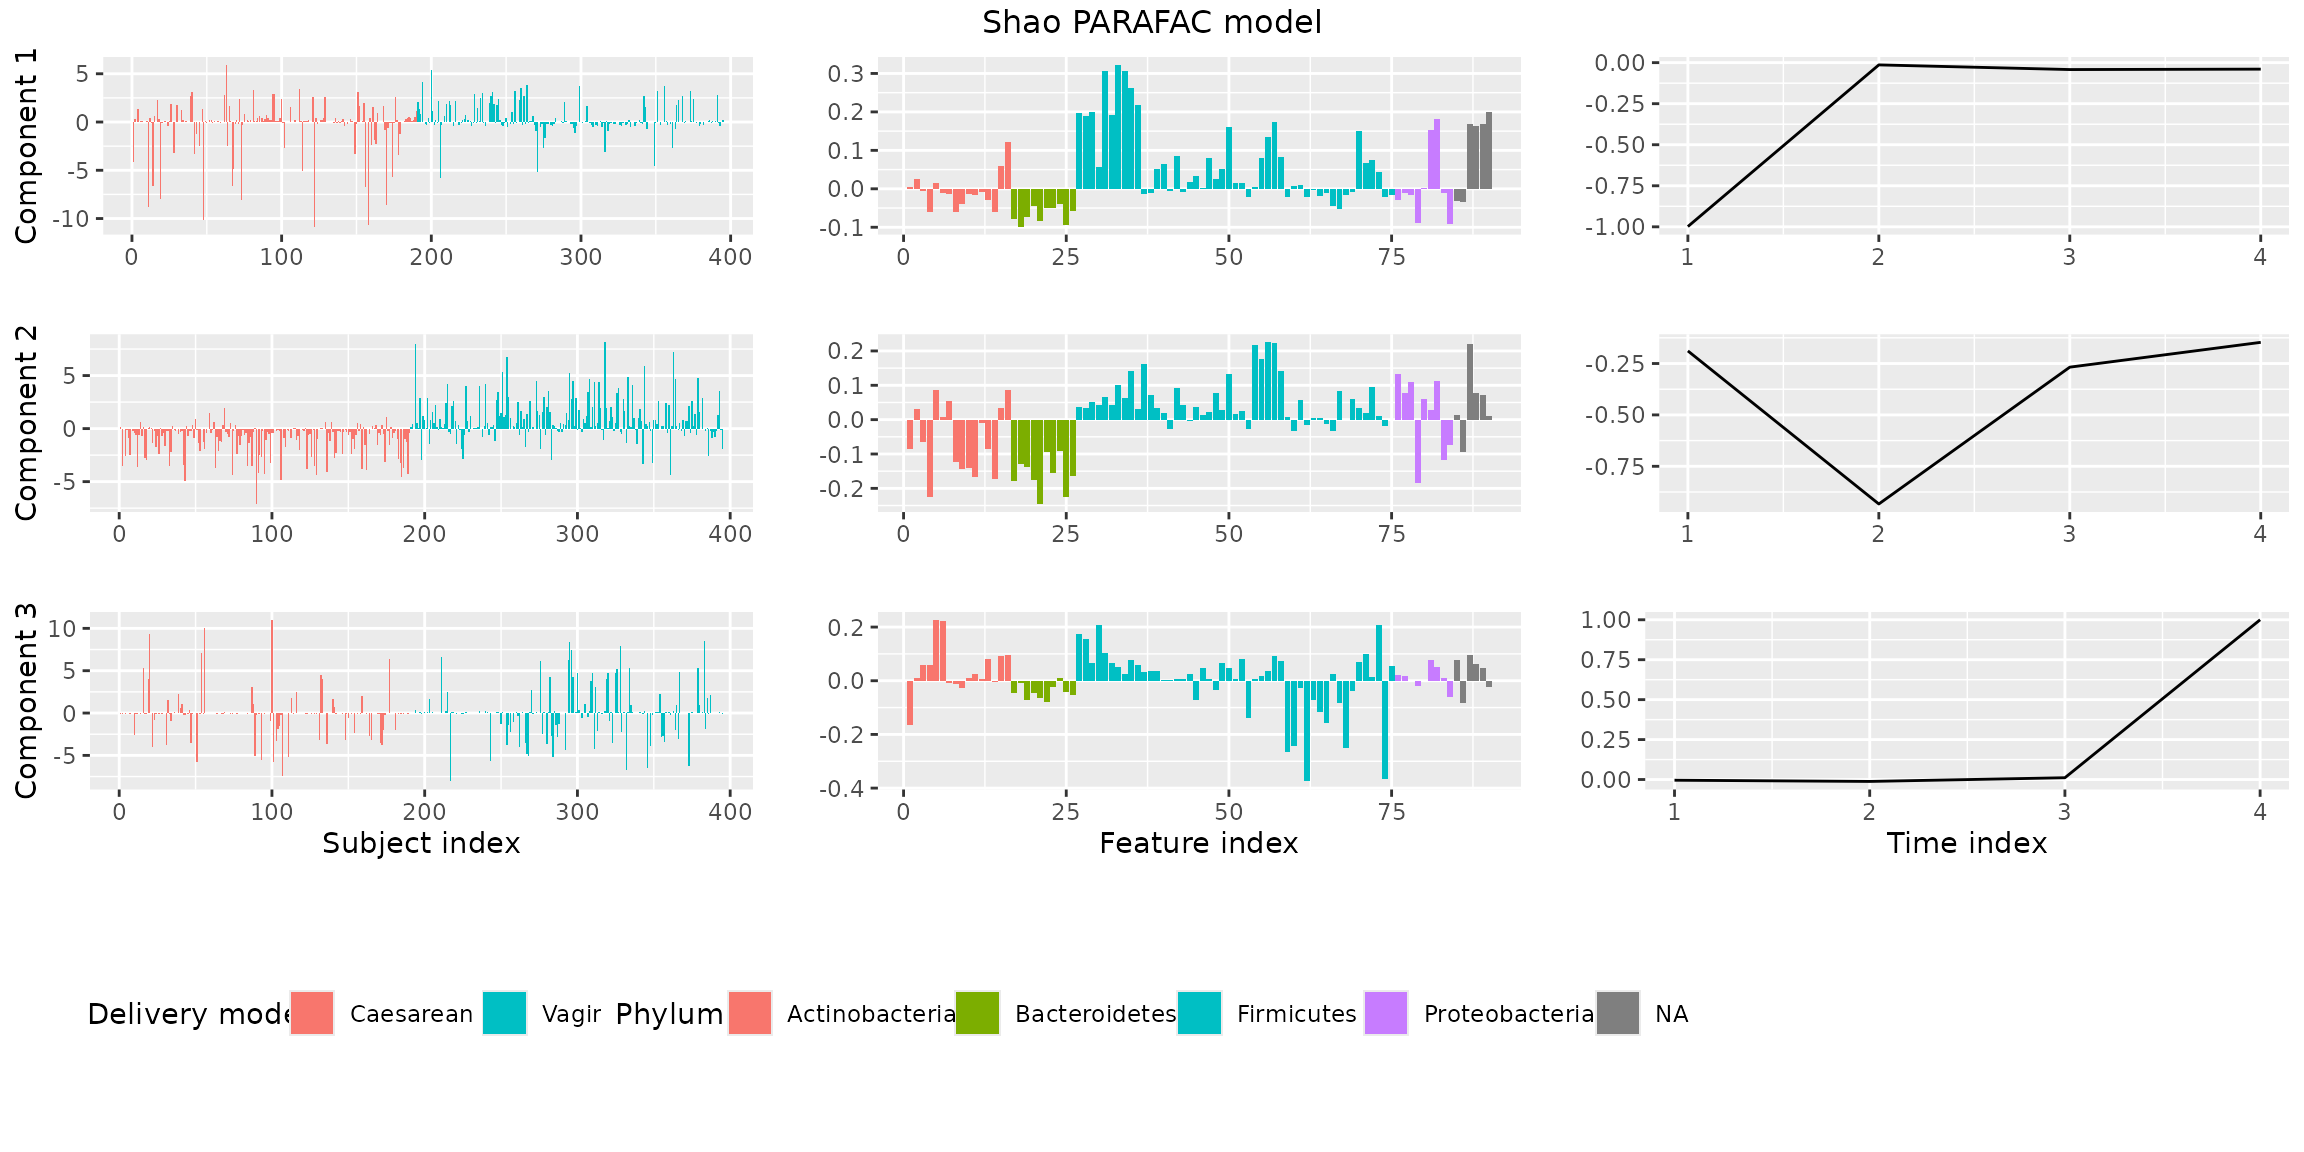 Shao PARAFAC model
Component 1
5
0
-5
-10
0 100 200 300 400
0.3
0.2
0.1
0.0
-0.1
0 25 50 75
0.00
-0.25
-0.50
-0.75
-1.00
1 2 3 4
Component 2
5
0
-5
0 100 200 300 400
0.2
0.1
0.0
-0.1
-0.2
0 25 50 75
-0.25
-0.50
-0.75
1 2 3 4
Component 3
10
5
0
-5
0 100 200 300 400
Subject index
0.2
0.0
-0.2
-0.4
0 25 50 75
Feature index
1.00
0.75
0.50
0.25
0.00
1 2 3 4
Time index
Delivery mode Caesarean Vagir Phylum Actinobacteria Bacteroidetes Firmicutes Proteobacteria NA